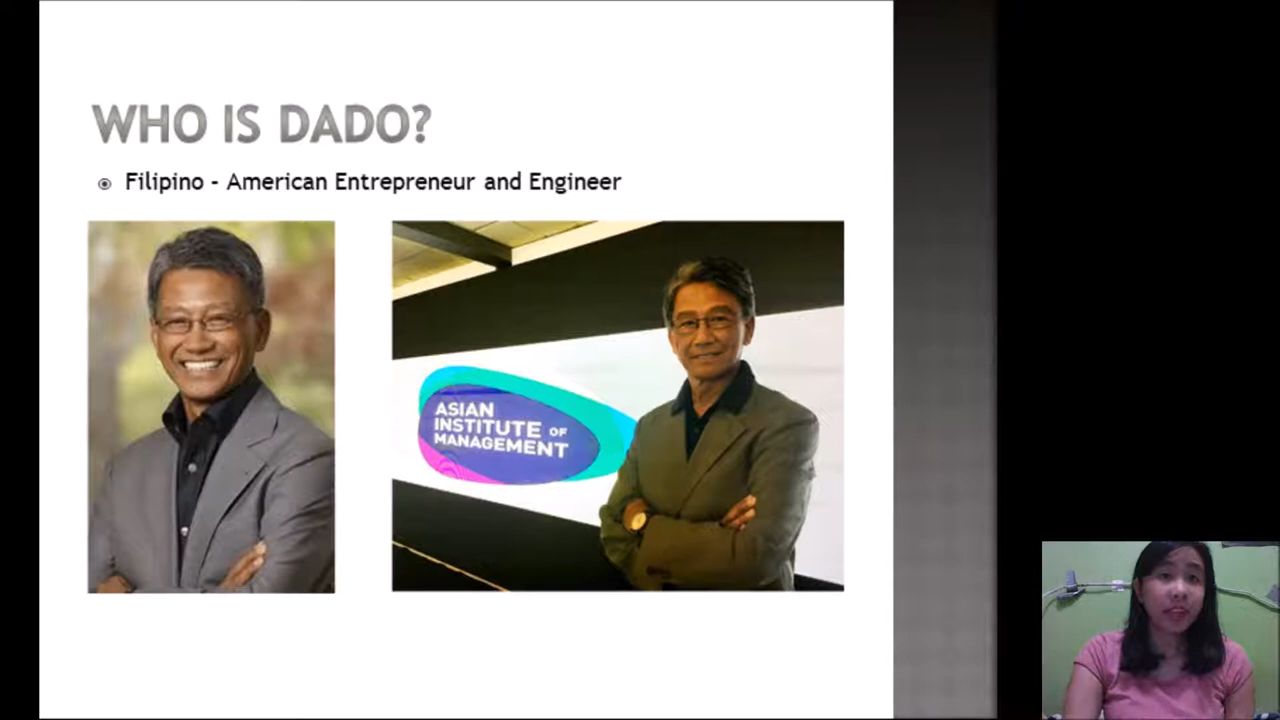 WHO IS DADO?
Filipino - American Entrepreneur and Engineer
ASIAN
INSTITUTE OF
MANAGEMENT